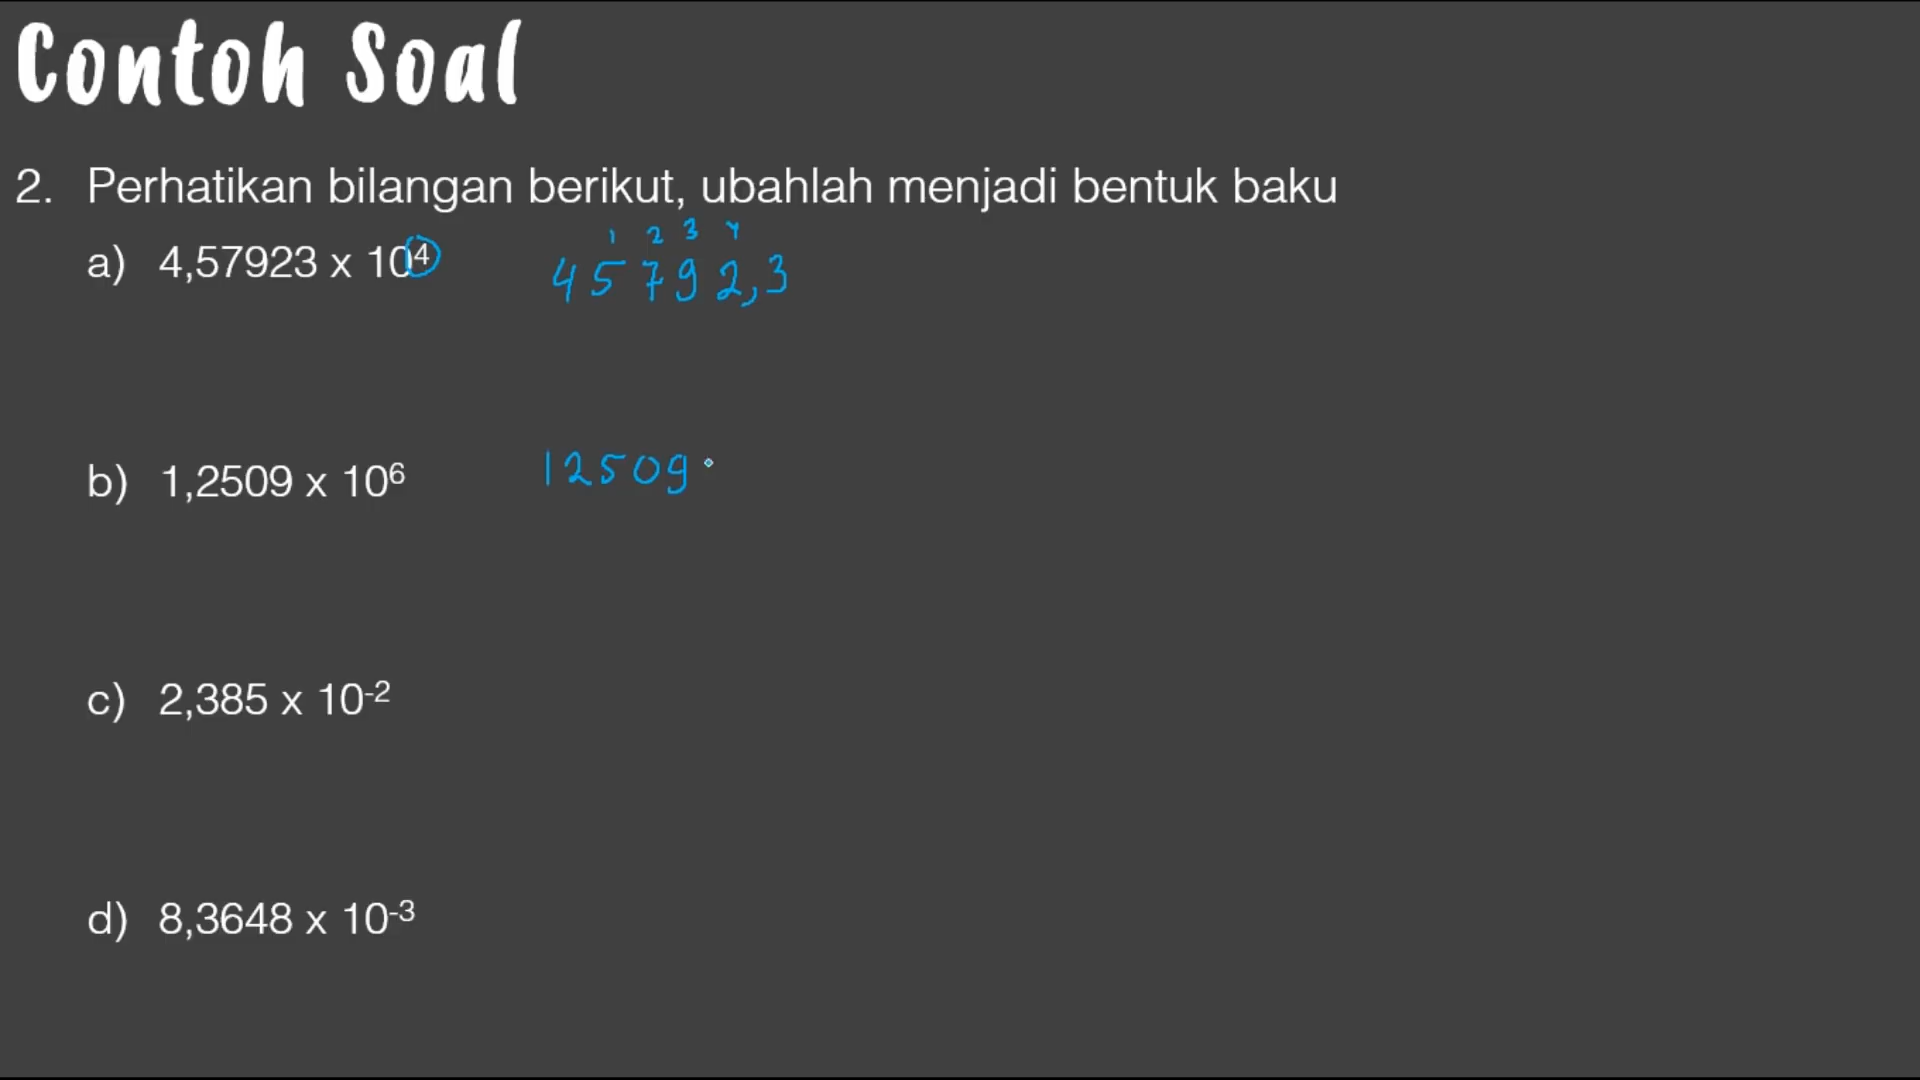 Contoh Soal
2. Perhatikan bilangan berikut, ubahlah menjadi bentuk baku
1 2 3 4
a) 4,57923 x 10⁴ 45792,3
b) 1,2509 x 10⁶ 12509
c) 2,385 x 10⁻²
d) 8,3648 x 10⁻³